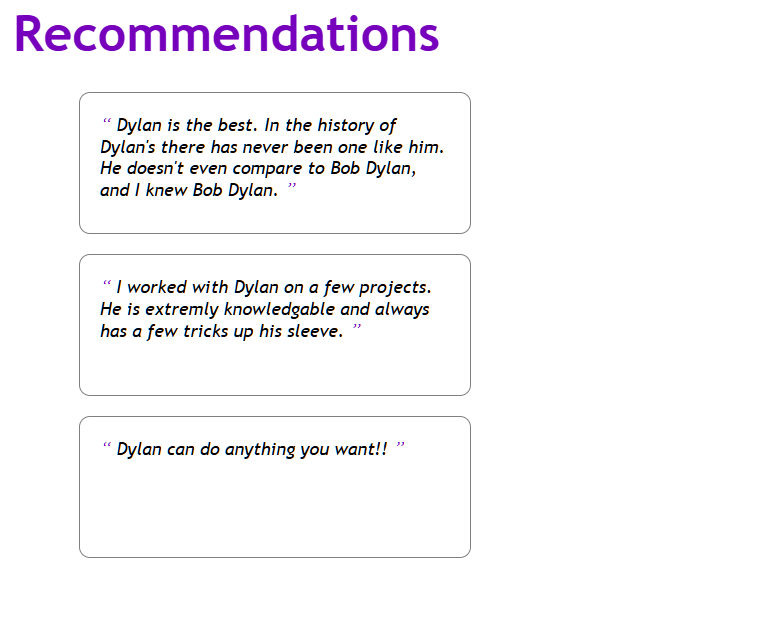 Recommendations
“ Dylan is the best. In the history of
Dylan's there has never been one like him.
He doesn't even compare to Bob Dylan,
and I knew Bob Dylan. ”
“ I worked with Dylan on a few projects.
He is extremly knowledgable and always
has a few tricks up his sleeve. ”
“ Dylan can do anything you want!! ”